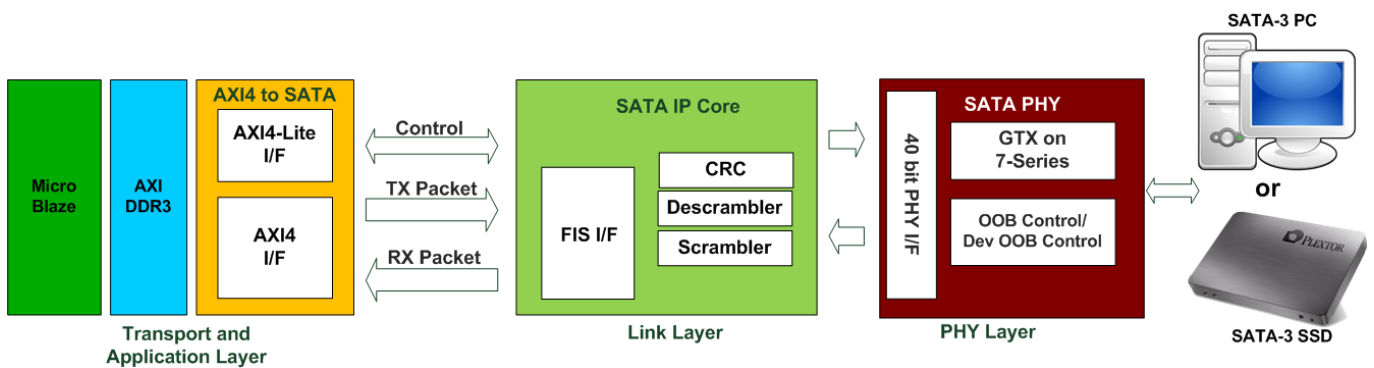 SATA-3 PC
AXI4 to SATA
SATA IP Core
SATA PHY
Micro
Blaze
AXI
DDR3
AXI4-Lite
I/F
AXI4
I/F
Control
TX Packet
RX Packet
FIS I/F
CRC
Descrambler
Scrambler
40 bit PHY I/F
GTX on
7-Series
OOB Control/
Dev OOB Control
or
PLEXTOR
SATA-3 SSD
Transport and
Application Layer
Link Layer
PHY Layer